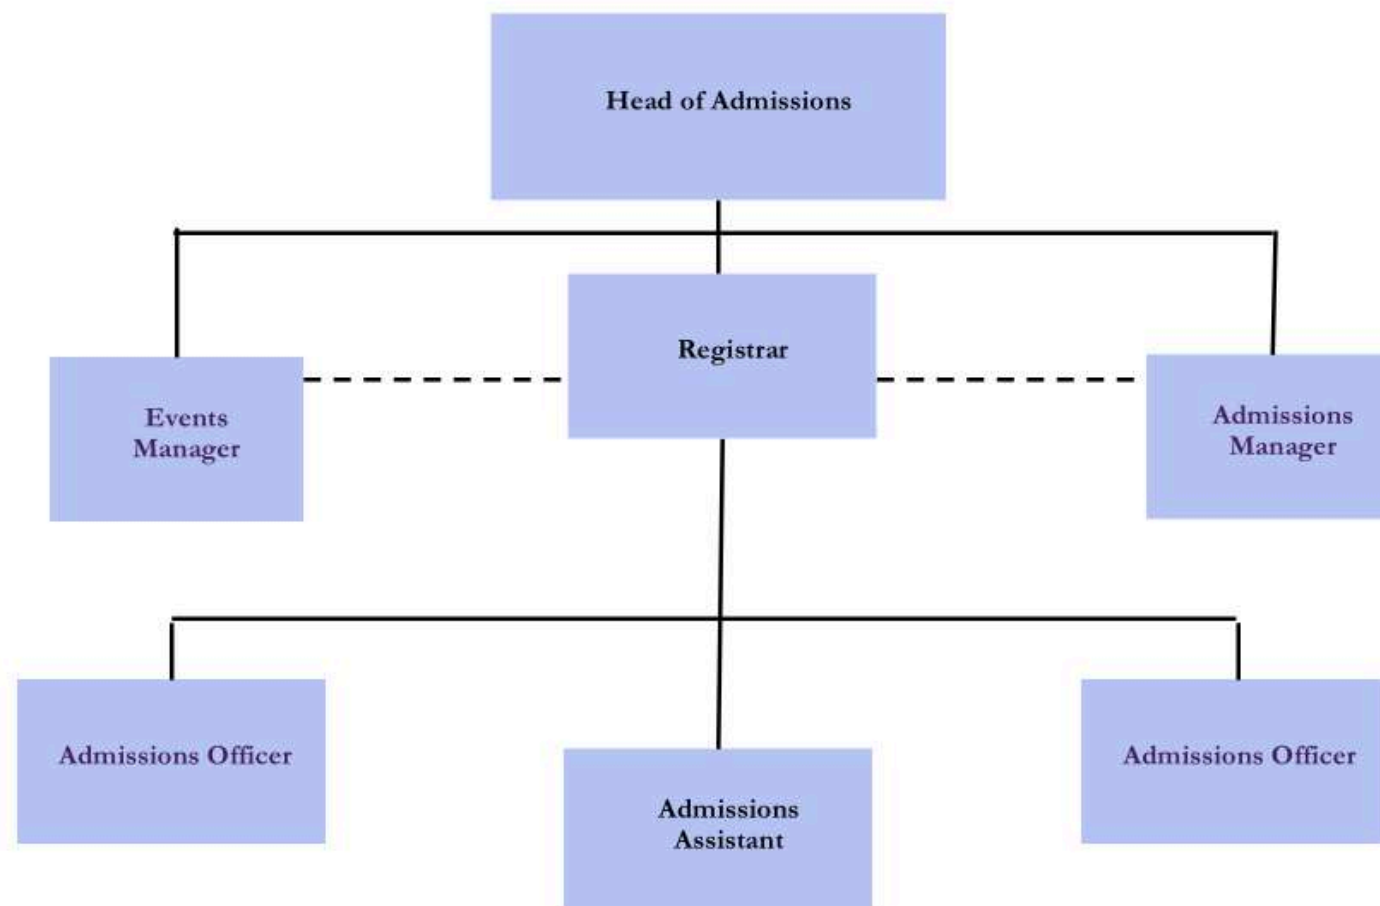 Head of Admissions
Registrar
Events
Manager
Admissions
Manager
Admissions Officer
Admissions
Assistant
Admissions Officer